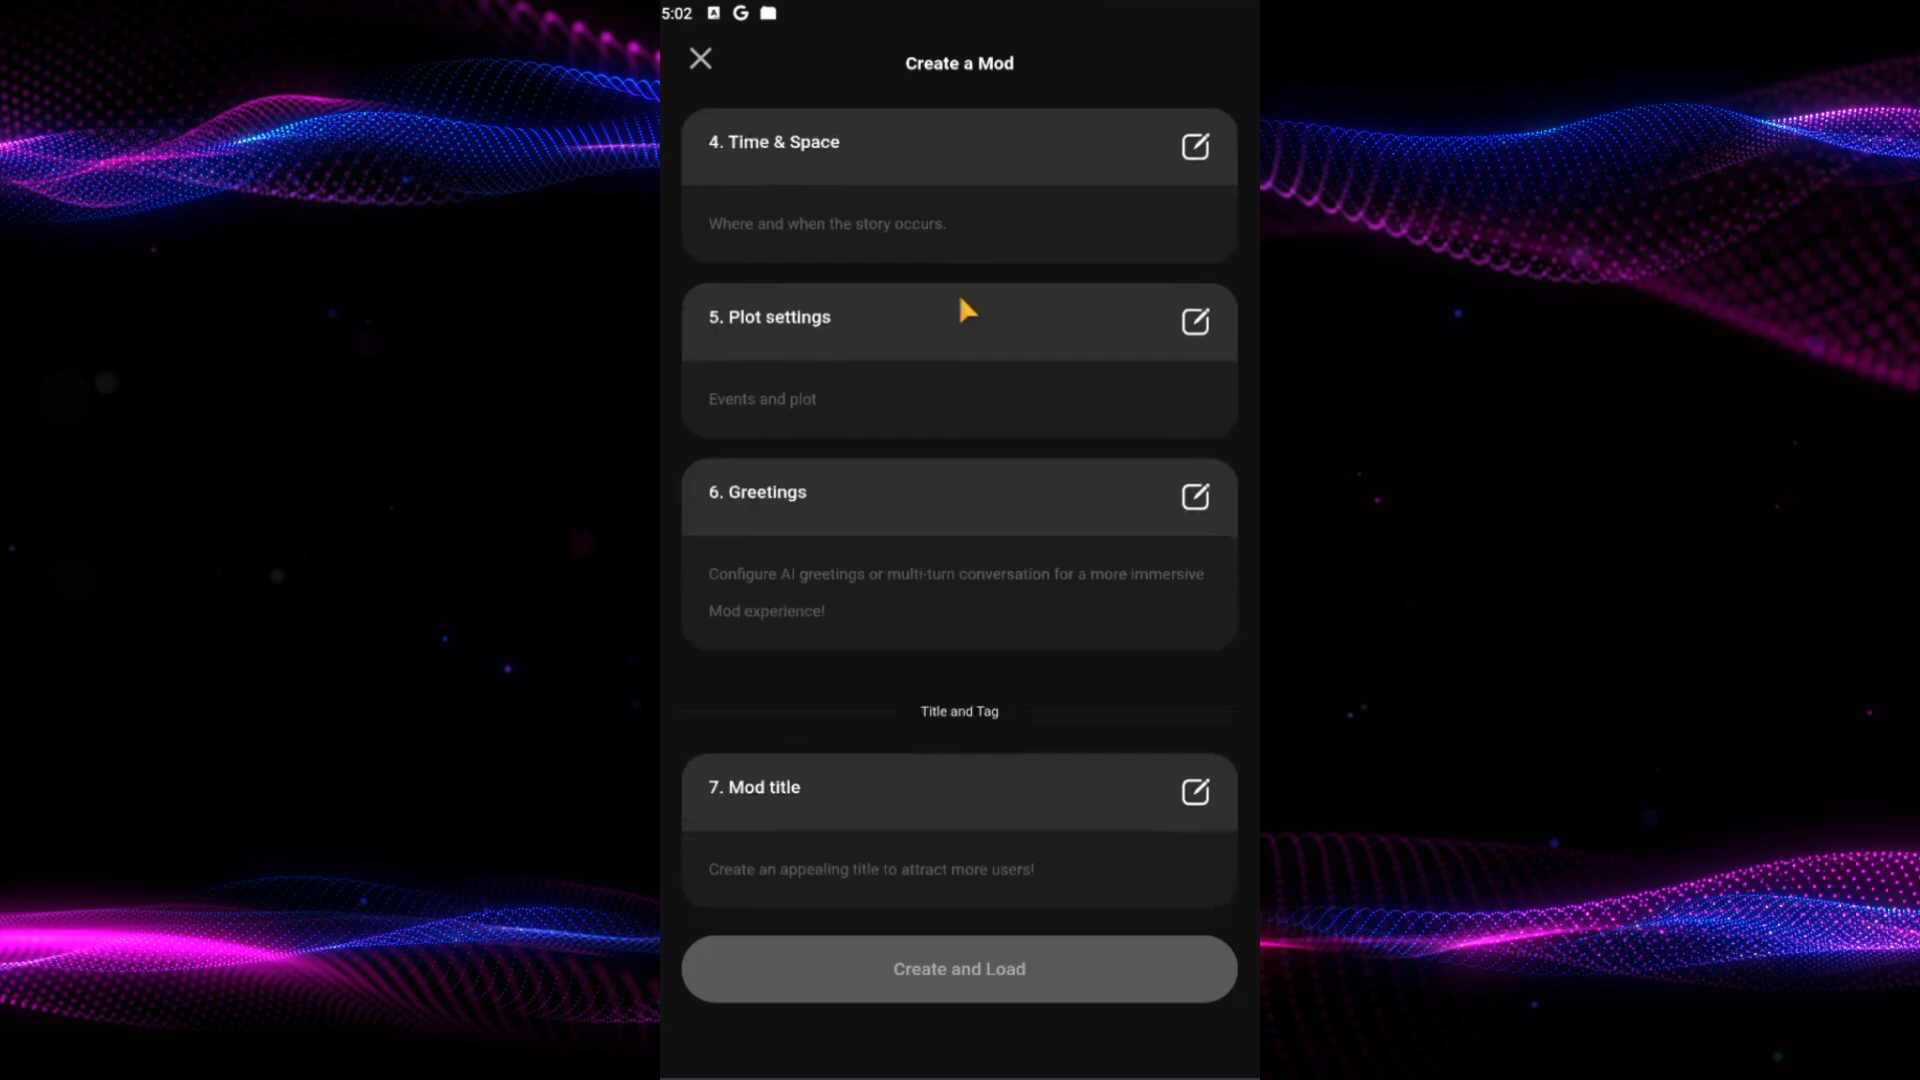 5:02
Create a Mod
4. Time & Space
Where and when the story occurs.
5. Plot settings
Events and plot
6. Greetings
Configure AI greetings or multi-turn conversation for a more immersive
Mod experience!
Title and Tag
7. Mod title
Create an appealing title to attract more users!
Create and Load